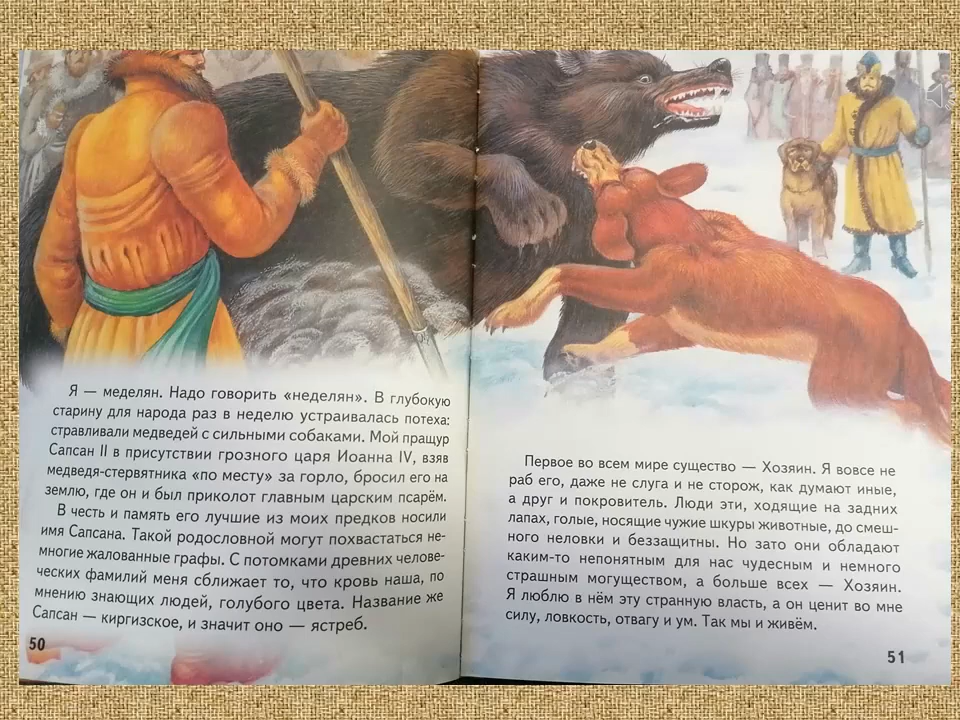 Я — меделян. Надо говорить «неделян». В глубокую
старину для народа раз в неделю устраивалась потеха:
стравливали медведей с сильными собаками. Мой пращур
Сапсан II в присутствии грозного царя Иоанна IV, взяв
медведя-стервятника «по месту» за горло, бросил его на
землю, где он и был приколот главным царским псарём.
В честь и память его лучшие из моих предков носили
имя Сапсана. Такой родословной могут похвастаться не-
многие жалованные графы. С потомками древних челове-
ческих фамилий меня сближает то, что кровь наша, по
мнению знающих людей, голубого цвета. Название же
Сапсан — киргизское, и значит оно — ястреб.
50
Первое во всем мире существо — Хозяин. Я вовсе не
раб его, даже не слуга и не сторож, как думают иные,
а друг и покровитель. Люди эти, ходящие на задних
лапах, голые, носящие чужие шкуры животные, до смеш-
ного неловки и беззащитны. Но зато они обладают
каким-то непонятным для нас чудесным и немного
страшным могуществом, а больше всех — Хозяин.
Я люблю в нём эту странную власть, а он ценит во мне
силу, ловкость, отвагу и ум. Так мы и живём.
51